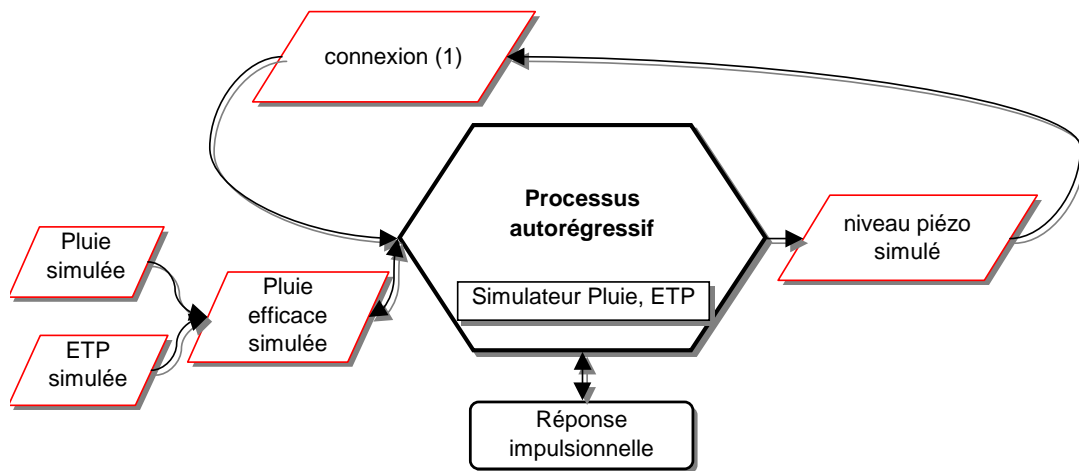 connexion (1)
Processus
autorégressif
Simulateur Pluie, ETP
niveau piézo
simulé
Pluie
simulée
Pluie
efficace
simulée
ETP
simulée
Réponse
impulsionnelle